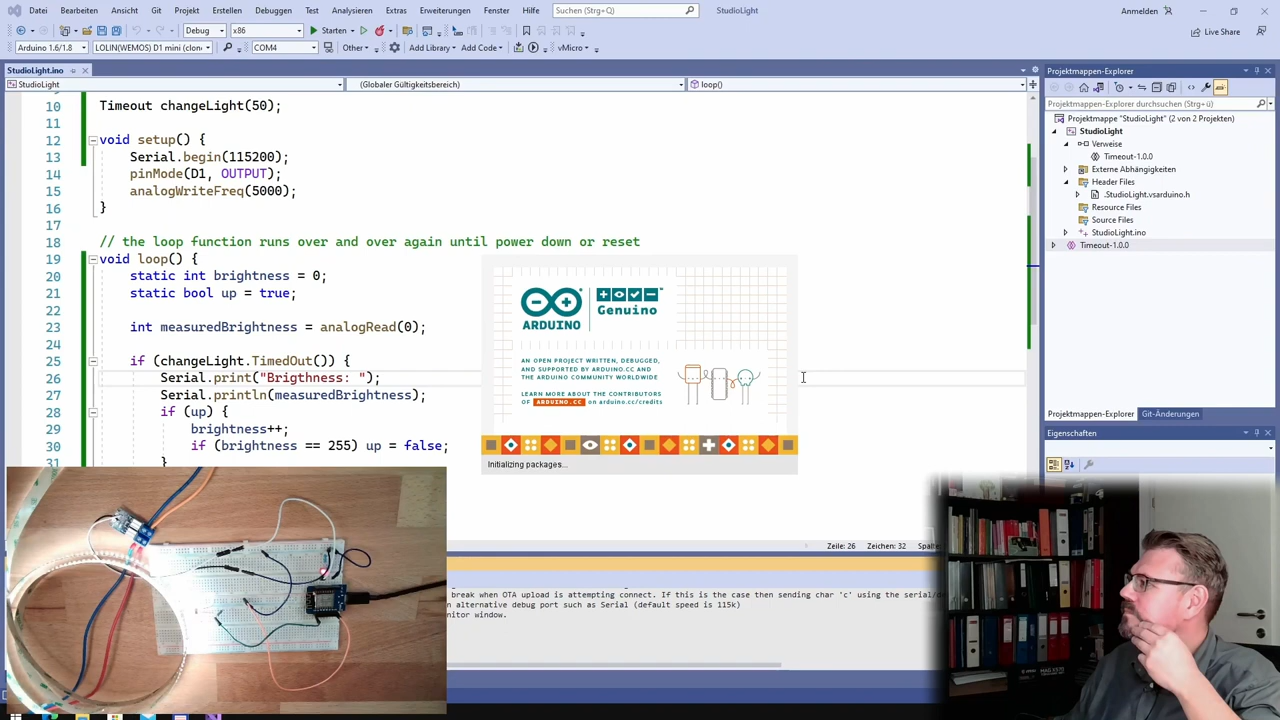 Datei Bearbeiten Ansicht Git Projekt Erstellen Debuggen Test Analysieren Extras Erweiterungen Fenster Hilfe Suchen (Strg+Q) StudioLight Anmelden
Debug x86 Starten Live Share
Arduino 1.6/1.8 LOLIN(WEMOS) D1 mini (clone COM4 Other Add Library Add Code vMicro
StudioLight.ino
StudioLight (Globaler Gültigkeitsbereich) loop()
10 Timeout changeLight(50);
11
12 void setup() {
13 Serial.begin(115200);
14 pinMode(D1, OUTPUT);
15 analogWriteFreq(5000);
16 }
17
18 // the loop function runs over and over again until power down or reset
19 void loop() {
20 static int brightness = 0;
21 static bool up = true;
22
23 int measuredBrightness = analogRead(0);
24
25 if (changeLight.TimedOut()) {
26 Serial.print("Brigthness: ");
27 Serial.println(measuredBrightness);
28 if (up) {
29 brightness++;
30 if (brightness == 255) up = false;
31 }
ARDUINO
Genuino
AN OPEN PROJECT WRITTEN, DEBUGGED,
AND SUPPORTED BY ARDUINO.CC AND
THE ARDUINO COMMUNITY WORLDWIDE
LEARN MORE ABOUT THE CONTRIBUTORS
OF ARDUINO.CC on arduino.cc/credits
Initializing packages...
Zeile: 26 Zeichen: 32 Spalte
break when OTA upload is attempting connect. If this is the case then sending char 'c' using the serial/de
n alternative debug port such as Serial (default speed is 115k)
nitor window.
Projektmappen-Explorer
Projektmappen-Explorer durchsuchen (Strg+ü)
Projektmappe "StudioLight" (2 von 2 Projekten)
StudioLight
Verweise
Timeout-1.0.0
Externe Abhängigkeiten
Header Files
.StudioLight.vsarduino.h
Resource Files
Source Files
StudioLight.ino
Timeout-1.0.0
Projektmappen-Explorer Git-Änderungen
Eigenschaften